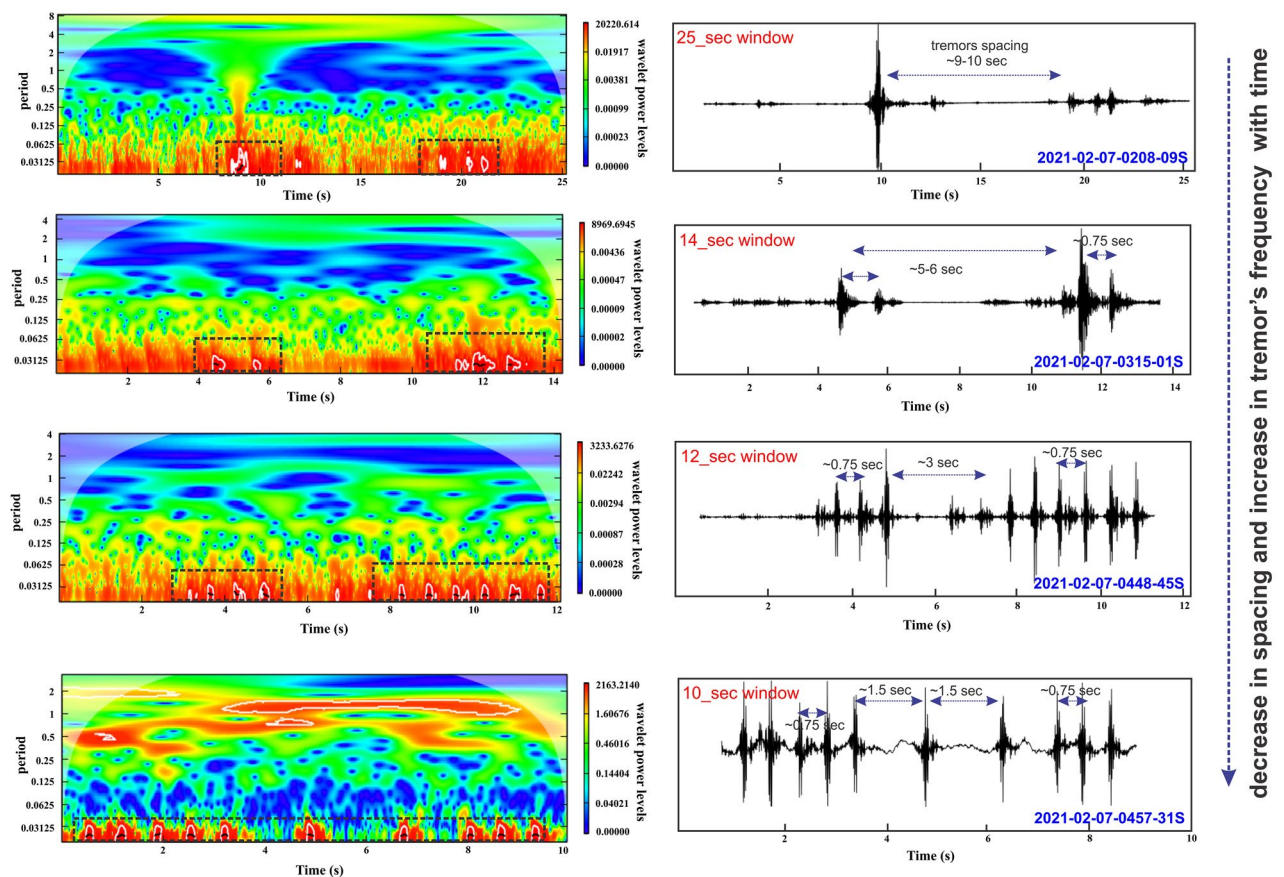 8
4
2
1
0.5
0.25
0.125
0.0625
0.03125
period
5
10
15
20
25
Time (s)
20220.614
0.01917
0.00381
0.00099
0.00023
0.00000
wavelet power levels
25_sec window
tremors spacing
~9-10 sec
2021-02-07-0208-09S
5
10
15
20
25
Time (s)
4
2
1
0.5
0.25
0.125
0.0625
0.03125
period
2
4
6
8
10
12
14
Time (s)
8969.6945
0.00436
0.00047
0.00009
0.00002
0.00000
wavelet power levels
14_sec window
~5-6 sec
~0.75 sec
2021-02-07-0315-01S
2
4
6
8
10
12
14
Time (s)
4
2
1
0.5
0.25
0.125
0.0625
0.03125
period
2
4
6
8
10
12
Time (s)
3233.6276
0.02242
0.00294
0.00087
0.00028
0.00000
wavelet power levels
12_sec window
~0.75 sec
~3 sec
~0.75 sec
2021-02-07-0448-45S
2
4
6
8
10
12
Time (s)
2
1
0.5
0.25
0.125
0.0625
0.03125
period
2
4
6
8
10
Time (s)
2163.2140
1.60676
0.46016
0.14404
0.04021
0.00000
wavelet power levels
10_sec window
~0.75 sec
~1.5 sec
~1.5 sec
~0.75 sec
2021-02-07-0457-31S
2
4
6
8
10
Time (s)
decrease in spacing and increase in tremor's frequency with time